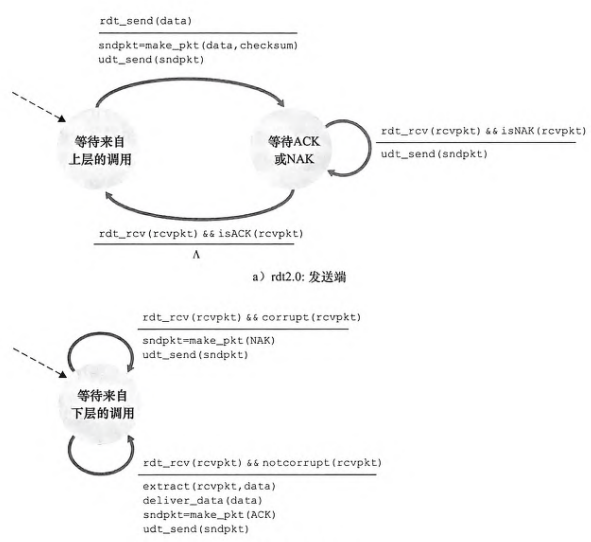 rdt_send(data)
sndpkt=make_pkt(data,checksum)
udt_send(sndpkt)
等待来自
上层的调用
等待ACK
或NAK
rdt_rcv(rcvpkt) && isNAK(rcvpkt)
udt_send(sndpkt)
rdt_rcv(rcvpkt) && isACK(rcvpkt)
Λ
a）rdt2.0: 发送端
rdt_rcv(rcvpkt) && corrupt(rcvpkt)
sndpkt=make_pkt(NAK)
udt_send(sndpkt)
等待来自
下层的调用
rdt_rcv(rcvpkt) && notcorrupt(rcvpkt)
extract(rcvpkt,data)
deliver_data(data)
sndpkt=make_pkt(ACK)
udt_send(sndpkt)